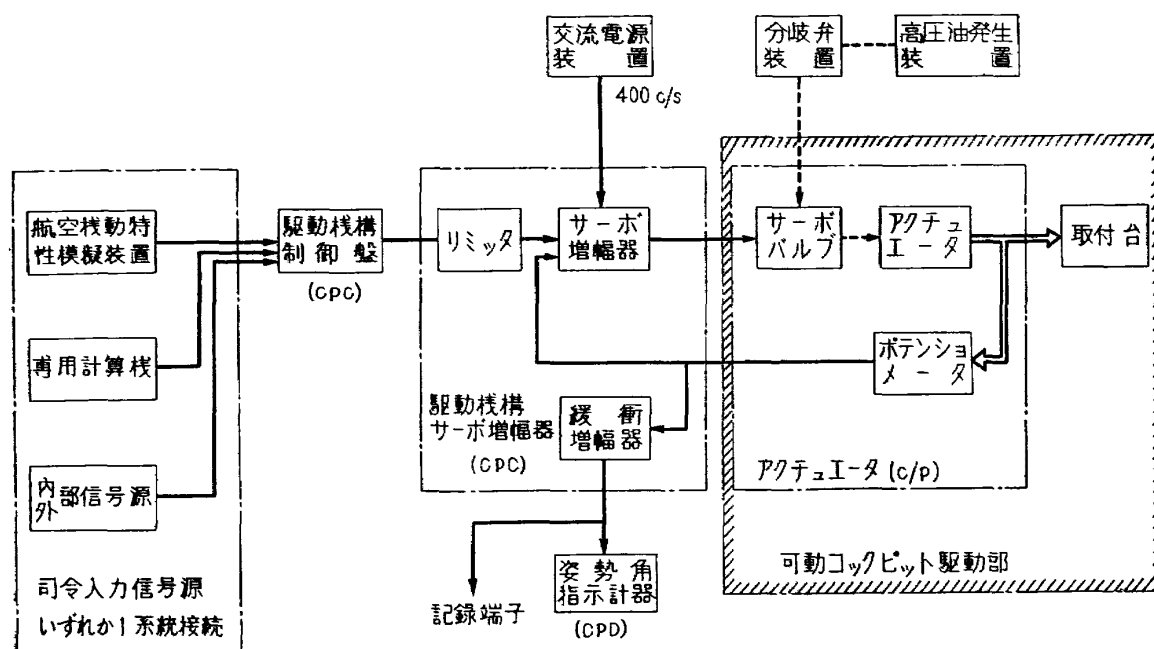 交流電源
装置
400 c/s
分岐弁
装置
高圧油発生
装置
航空桟動特
性模擬装置
専用計算桟
内外
部信号源
司令入力信号源
いずれか1系統接続
駆動桟構
制御盤
(CPC)
リミッタ
サーボ
増幅器
駆動桟構
サーボ増幅器
(CPC)
緩衝
増幅器
記録端子
姿勢角
指示計器
(CPD)
サーボ
バルブ
アクチュ
エータ
取付台
ポテンショ
メータ
アクチュエータ (c/p)
可動コックピット駆動部